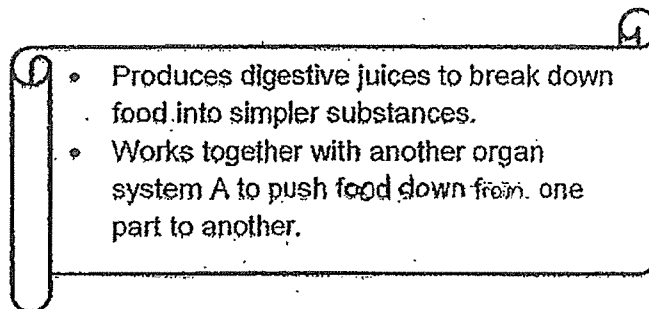 • Produces digestive juices to break down
food into simpler substances.
• Works together with another organ
system A to push food down from one
part to another.